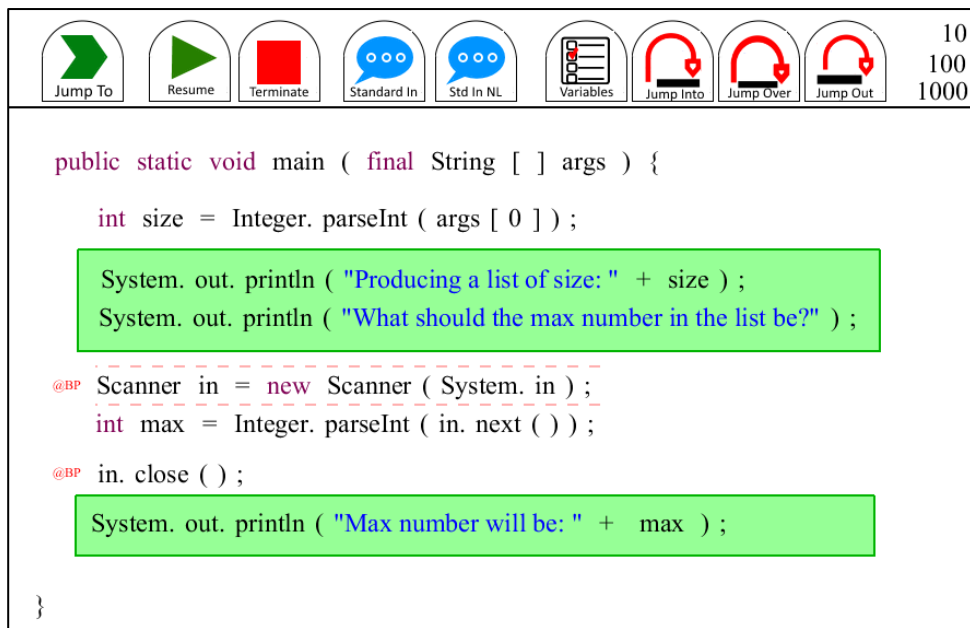 Jump To Resume Terminate Standard In Std In NL Variables Jump Into Jump Over Jump Out
10
100
1000
public static void main ( final String [ ] args ) {
int size = Integer. parseInt ( args [ 0 ] ) ;
System. out. println ( "Producing a list of size: " + size ) ;
System. out. println ( "What should the max number in the list be?" ) ;
@BP Scanner in = new Scanner ( System. in ) ;
int max = Integer. parseInt ( in. next ( ) ) ;
@BP in. close ( ) ;
System. out. println ( "Max number will be: " + max ) ;
}